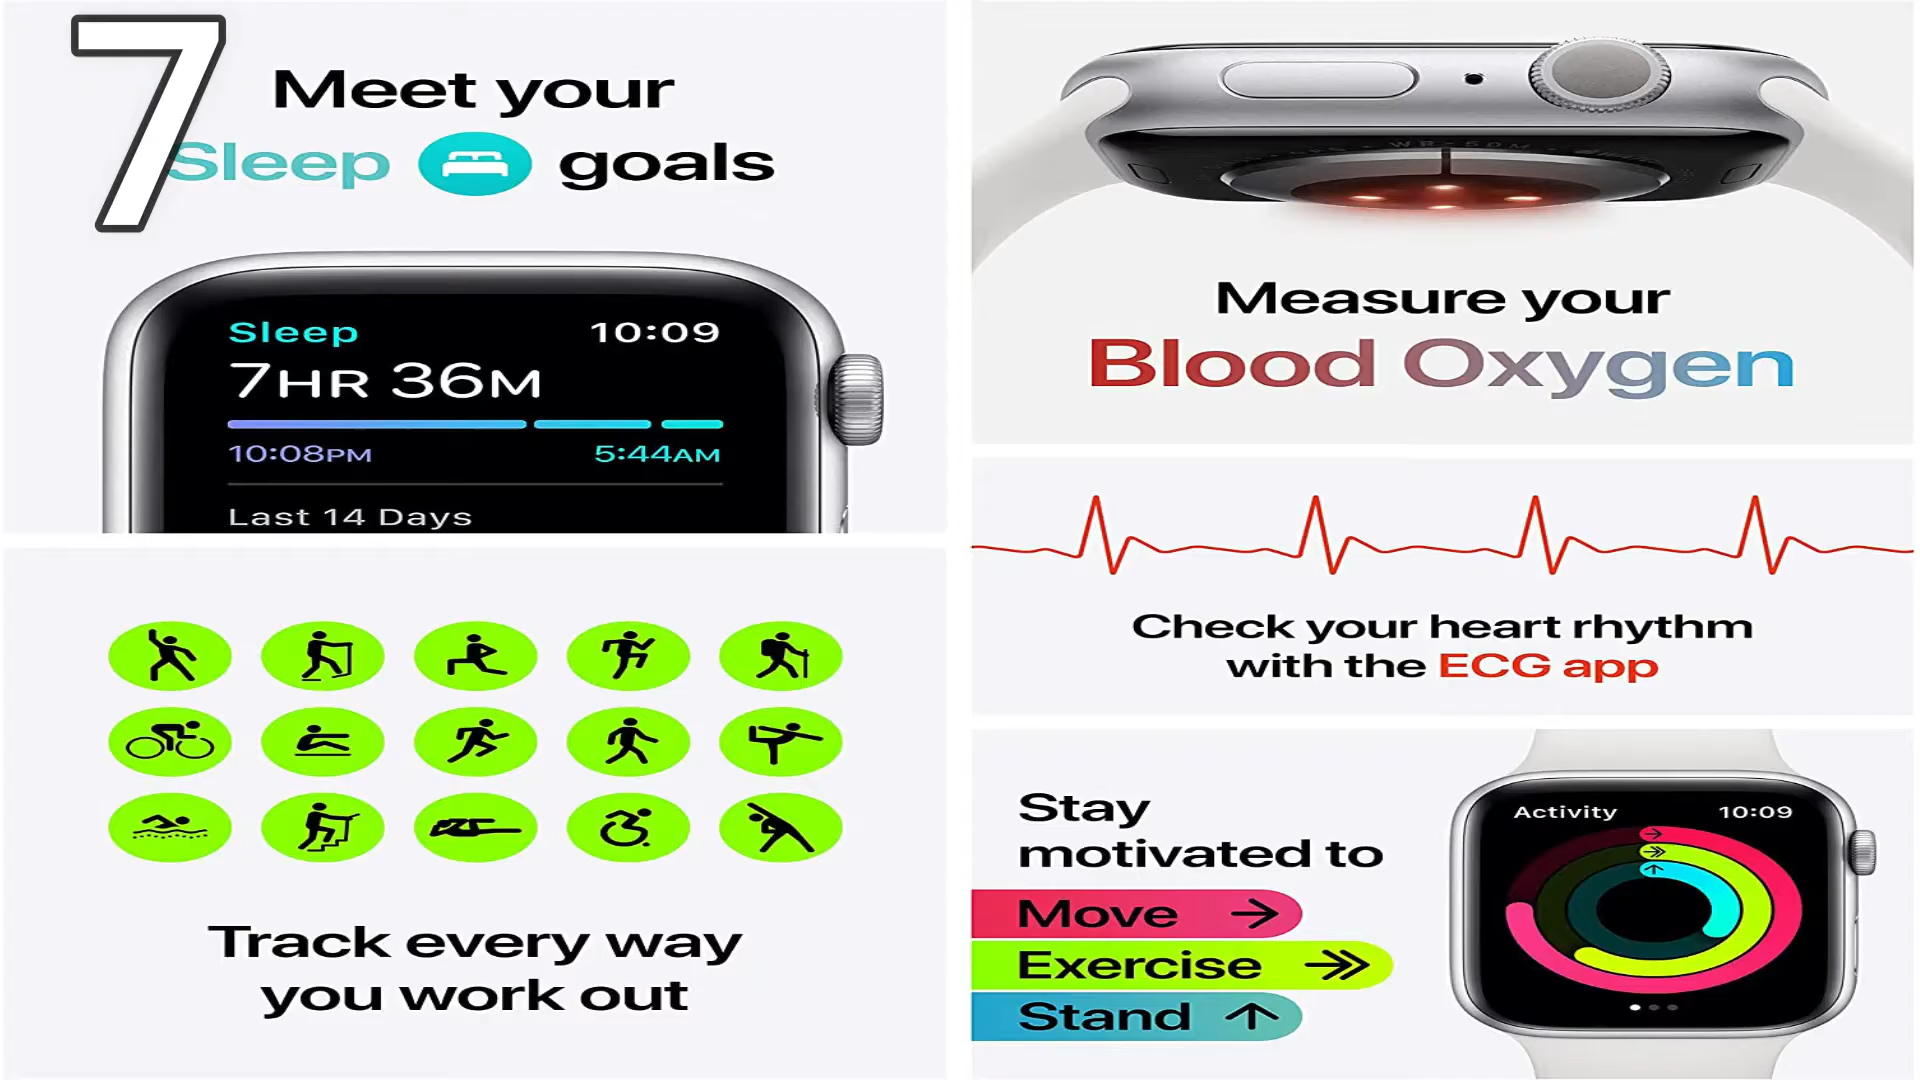 7
Meet your
Sleep goals
Sleep 10:09
7HR 36M
10:08PM 5:44AM
Last 14 Days
Track every way
you work out
WR-50M
Measure your
Blood Oxygen
Check your heart rhythm
with the ECG app
Stay
motivated to
Move
Exercise
Stand
Activity 10:09